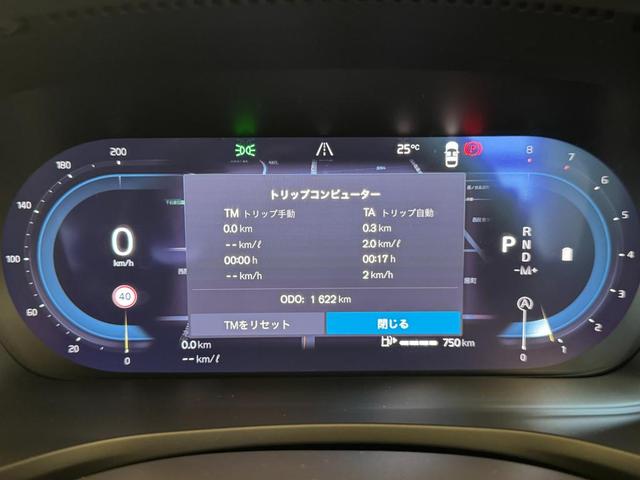 200
180
140
100
60
20
0
25℃
P
8
7
6
5
4
3
2
1
0
トリップコンピューター
TM トリップ手動
TA トリップ自動
0.0 km
0.3 km
--km/ℓ
2.0 km/ℓ
00:00 h
00:17 h
--km/h
2 km/h
ODO: 1 622 km
TMをリセット
閉じる
0
km/h
40
P
R
N
D
-M+
A
0.0 km
--km/ℓ
750 km